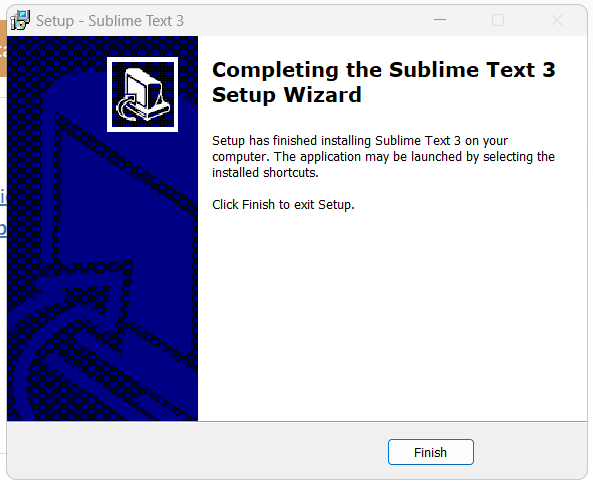 Setup - Sublime Text 3
Completing the Sublime Text 3
Setup Wizard
Setup has finished installing Sublime Text 3 on your
computer. The application may be launched by selecting the
installed shortcuts.
Click Finish to exit Setup.
Finish